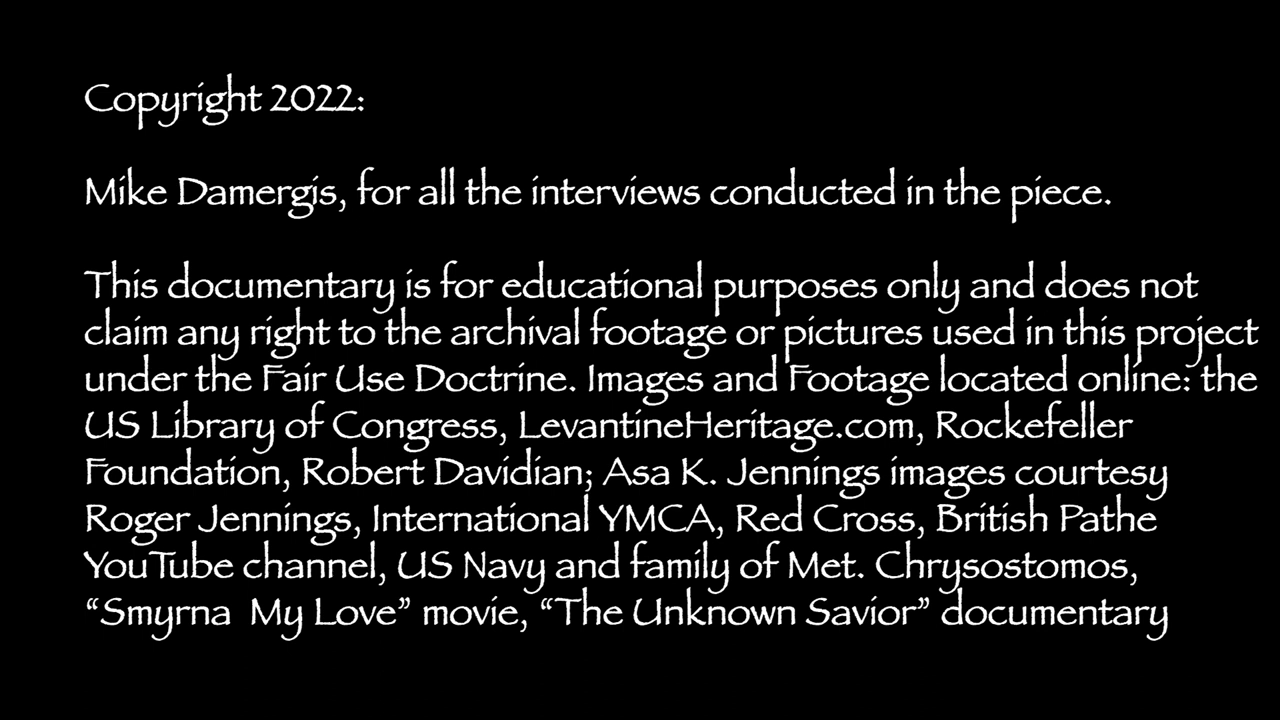 Copyright 2022:
Mike Damergis, for all the interviews conducted in the piece.
This documentary is for educational purposes only and does not
claim any right to the archival footage or pictures used in this project
under the Fair Use Doctrine. Images and Footage located online: the
US Library of Congress, LevantineHeritage.com, Rockefeller
Foundation, Robert Davidian; Asa K. Jennings images courtesy
Roger Jennings, International YMCA, Red Cross, British Pathe
YouTube channel, US Navy and family of Met. Chrysostomos,
“Smyrna  My Love” movie, “The Unknown Savior” documentary